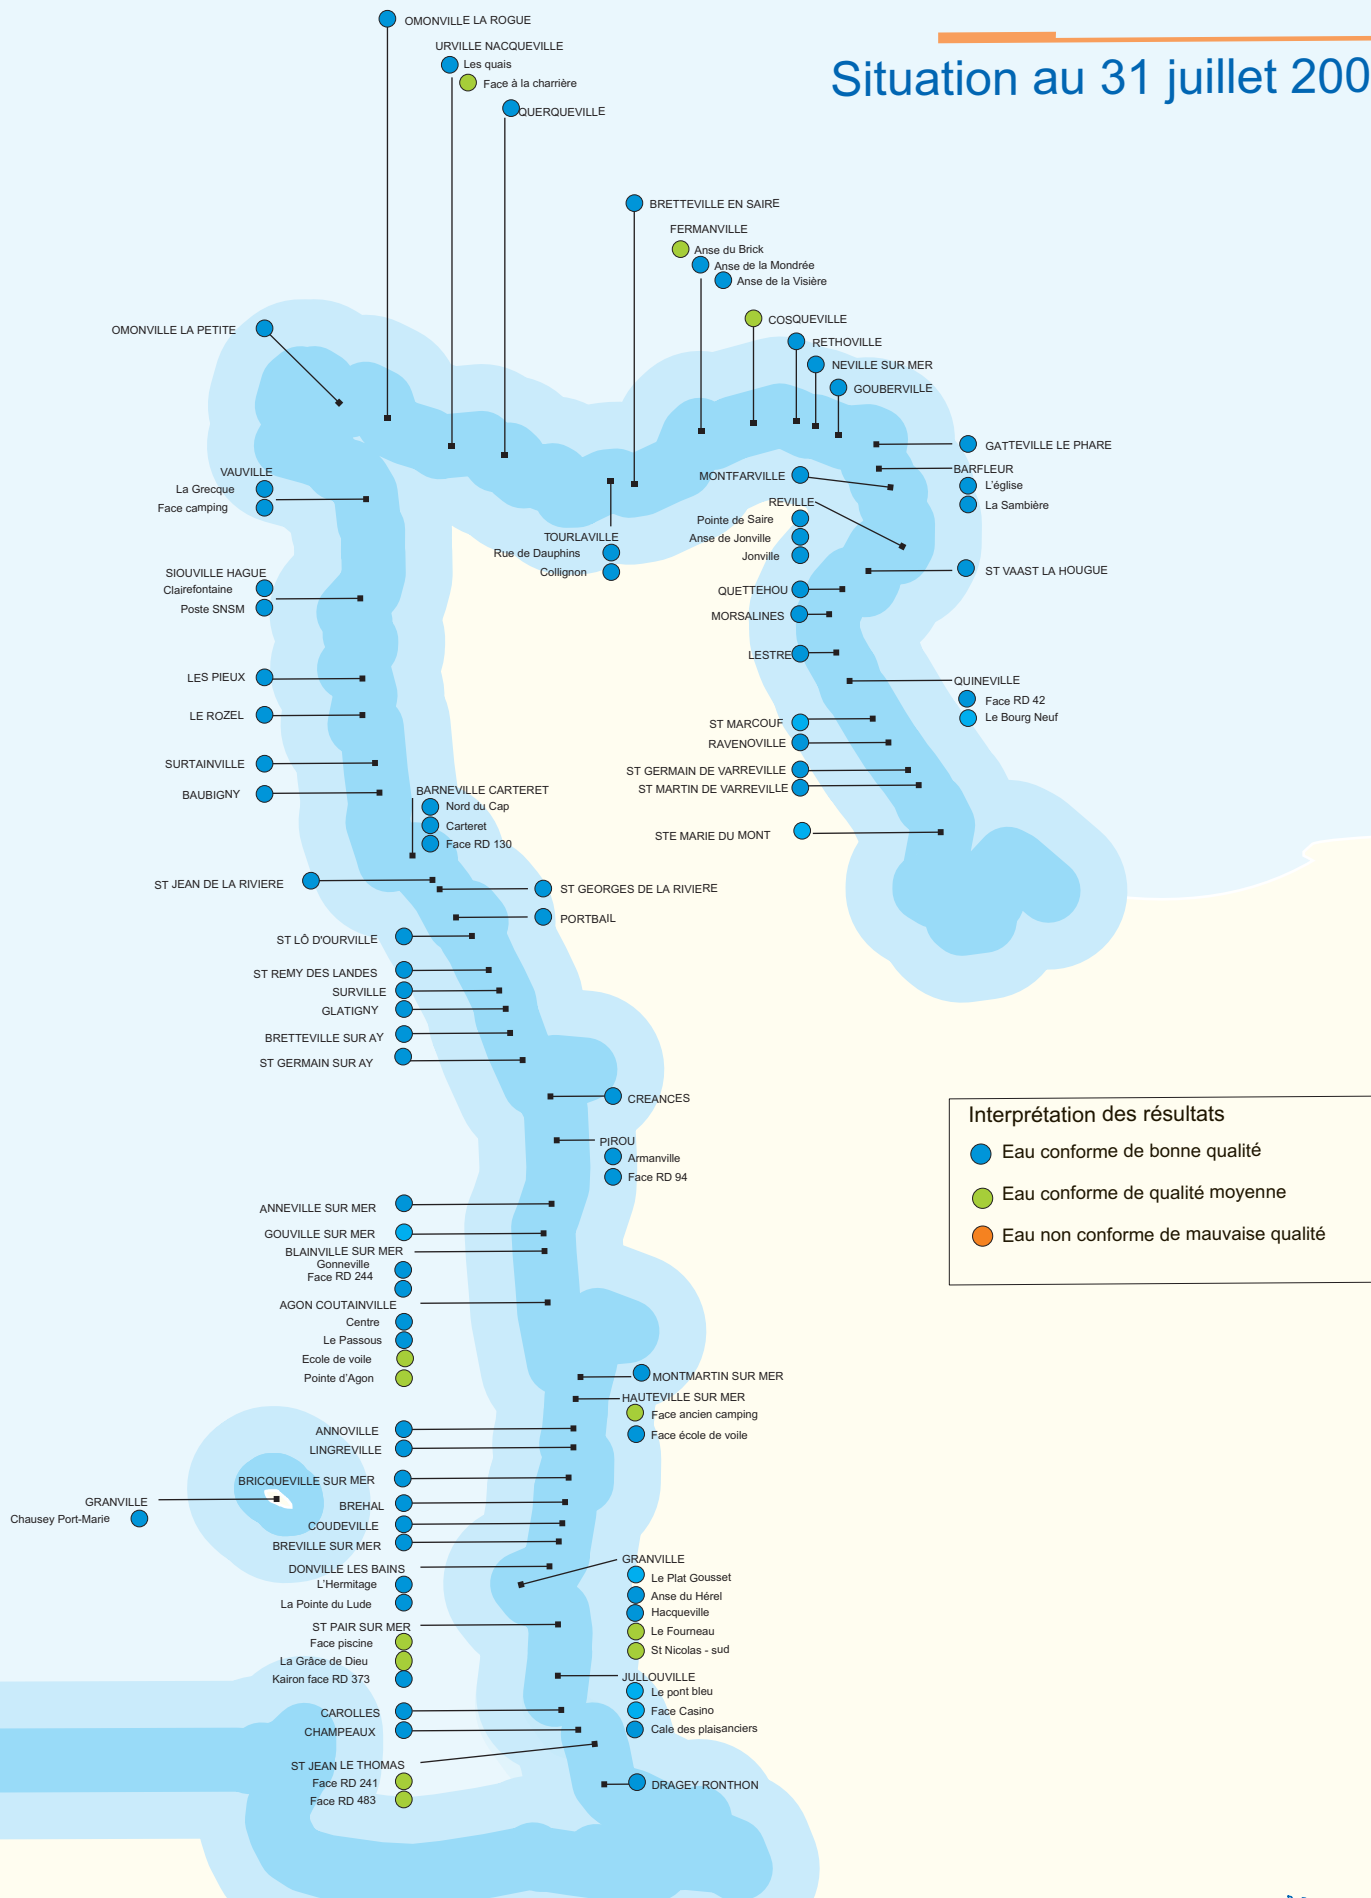 OMONVILLE LA ROGUE
URVILLE NACQUEVILLE
Les quais
Face à la charrière
QUERQUEVILLE
Situation au 31 juillet 200
BRETTEVILLE EN SAIRE
FERMANVILLE
Anse du Brick
Anse de la Mondrée
Anse de la Visière
COSQUEVILLE
RETHOVILLE
NEVILLE SUR MER
GOUBERVILLE
OMONVILLE LA PETITE
GATTEVILLE LE PHARE
BARFLEUR
L'église
La Sambière
MONTFARVILLE
REVILLE
Pointe de Saire
Anse de Jonville
Jonville
VAUVILLE
La Grecque
Face camping
TOURLAVILLE
Rue de Dauphins
Collignon
ST VAAST LA HOUGUE
SIOUVILLE HAGUE
Clairefontaine
Poste SNSM
QUETTEHOU
MORSALINES
LESTRE
LES PIEUX
LE ROZEL
QUINEVILLE
Face RD 42
Le Bourg Neuf
ST MARCOUF
RAVENOVILLE
ST GERMAIN DE VARREVILLE
ST MARTIN DE VARREVILLE
STE MARIE DU MONT
SURTAINVILLE
BAUBIGNY
BARNEVILLE CARTERET
Nord du Cap
Carteret
Face RD 130
ST JEAN DE LA RIVIERE
ST GEORGES DE LA RIVIERE
PORTBAIL
ST LÔ D'OURVILLE
ST REMY DES LANDES
SURVILLE
GLATIGNY
BRETTEVILLE SUR AY
ST GERMAIN SUR AY
CREANCES
PIROU
Armanville
Face RD 94
Interprétation des résultats
Eau conforme de bonne qualité
Eau conforme de qualité moyenne
Eau non conforme de mauvaise qualité
ANNEVILLE SUR MER
GOUVILLE SUR MER
BLAINVILLE SUR MER
Gonneville
Face RD 244
AGON COUTAINVILLE
Centre
Le Passous
Ecole de voile
Pointe d'Agon
MONTMARTIN SUR MER
HAUTEVILLE SUR MER
Face ancien camping
Face école de voile
ANNOVILLE
LINGREVILLE
BRICQUEVILLE SUR MER
GRANVILLE
Chausey Port-Marie
BREHAL
COUDEVILLE
BREVILLE SUR MER
DONVILLE LES BAINS
L'Hermitage
La Pointe du Lude
GRANVILLE
Le Plat Gousset
Anse du Hérel
Hacqueville
Le Fourneau
St Nicolas - sud
ST PAIR SUR MER
Face piscine
La Grâce de Dieu
Kairon face RD 373
JULLOUVILLE
Le pont bleu
Face Casino
Cale des plaisanciers
CAROLLES
CHAMPEAUX
ST JEAN LE THOMAS
Face RD 241
Face RD 483
DRAGEY RONTHON